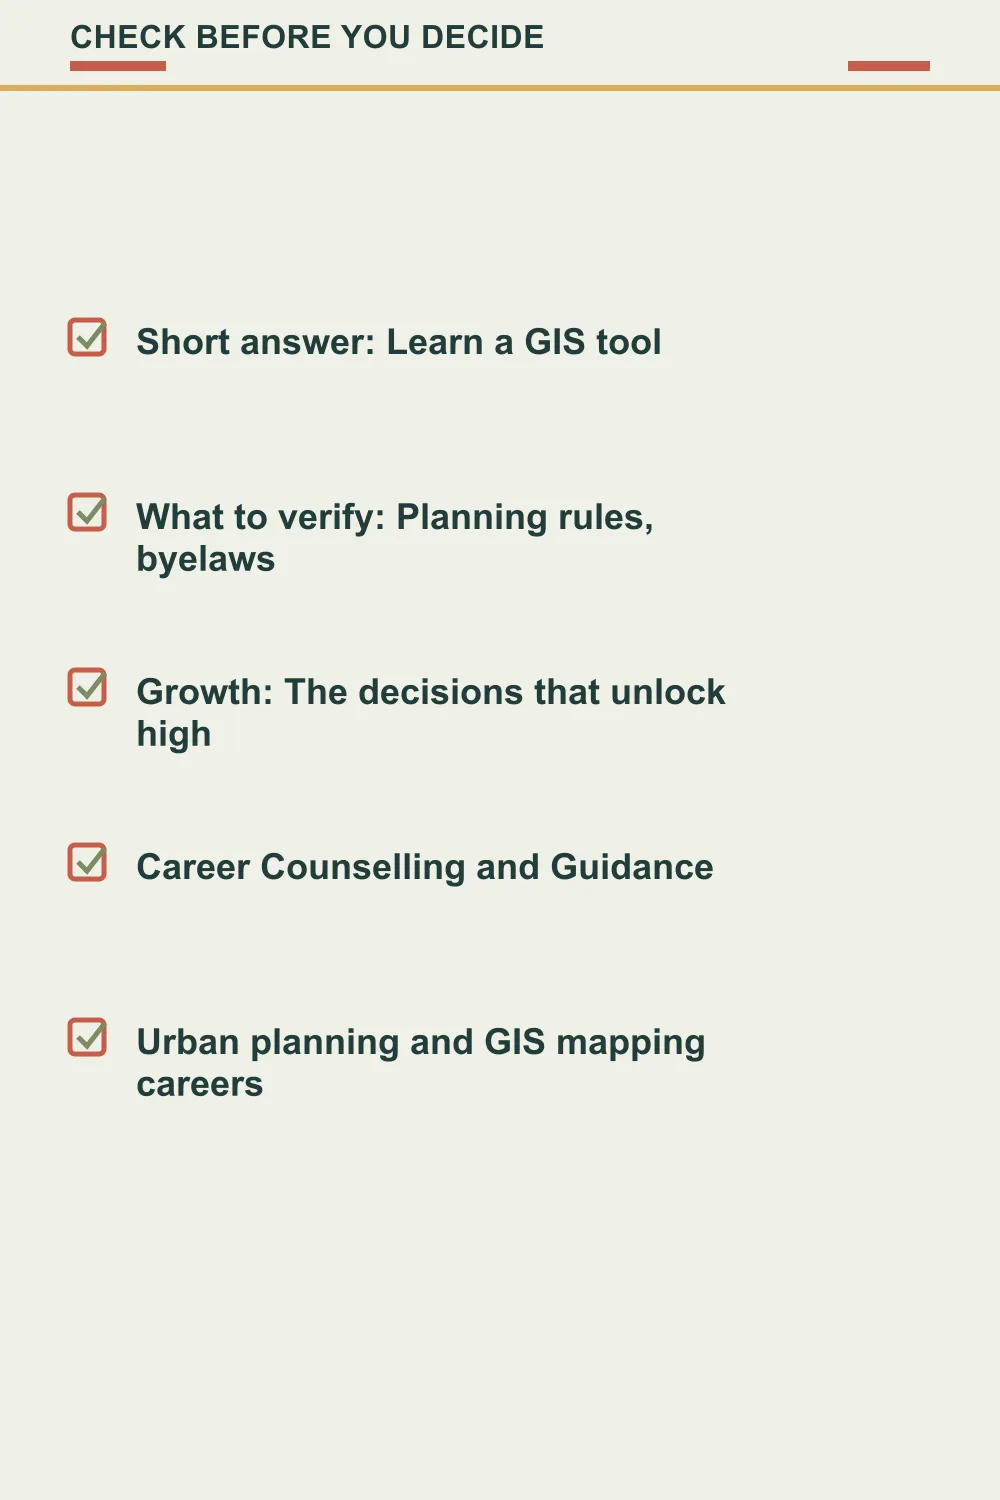 CHECK BEFORE YOU DECIDE
Short answer: Learn a GIS tool
What to verify: Planning rules,
byelaws
Growth: The decisions that unlock
high
Career Counselling and Guidance
Urban planning and GIS mapping
careers